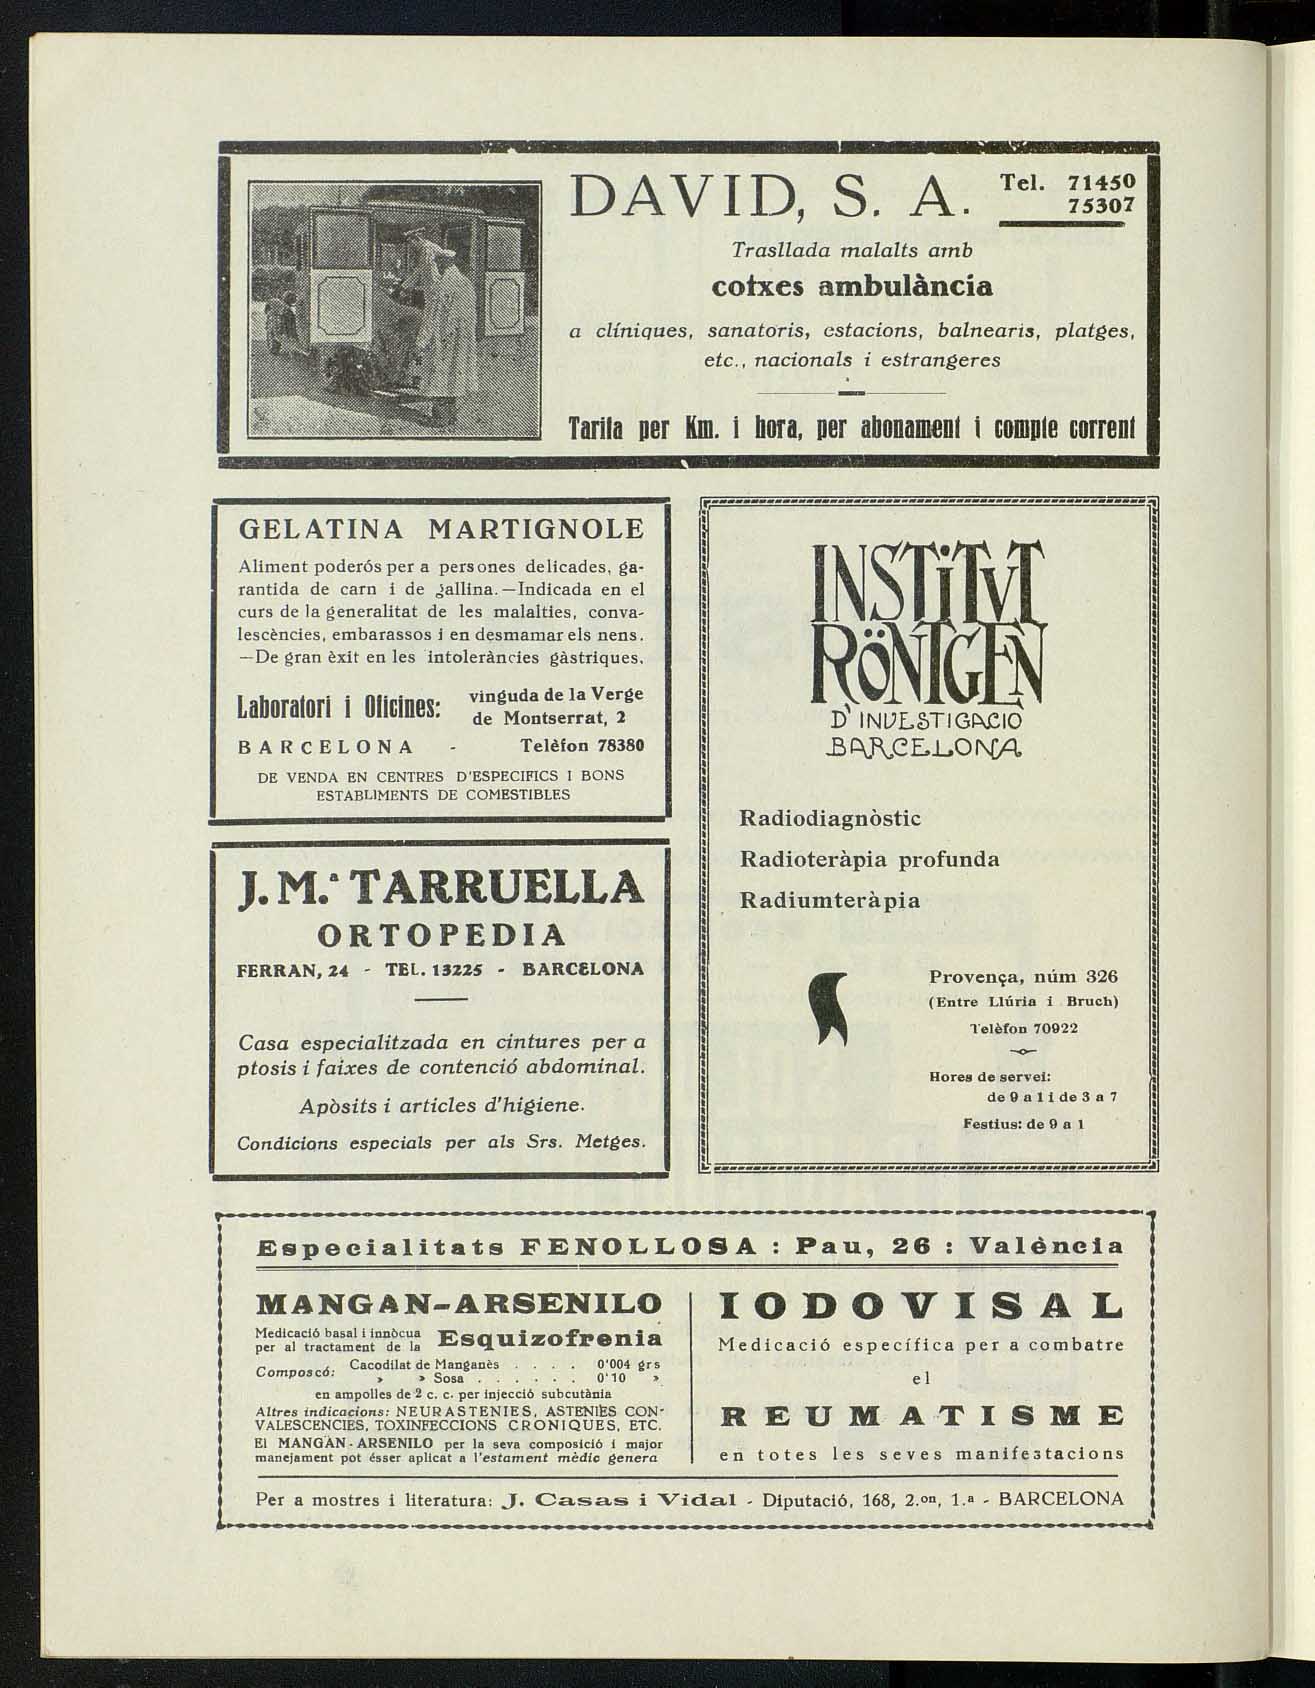 DAVID, S. A. Tel. 71450
75307
Trasllada malalts amb
cotxes ambulància
a clíniques, sanatoris, estacions, balnearis, platges,
etc., nacionals i estrangeres
Tarifa per Km. i hora, per abonament i compte corrent
GELATINA MARTIGNOLE
Aliment poderós per a persones delicades, ga-
rantida de carn i de gallina.—Indicada en el
curs de la generalitat de les malalties, conva-
lescències, embarassos i en desmamar els nens.
—De gran èxit en les intoleràncies gàstriques.
Laboratori i Oficines: vinguda de la Verge
de Montserrat, 2
BARCELONA - Telèfon 78380
DE VENDA EN CENTRES D'ESPECIFICS I BONS
ESTABLIMENTS DE COMESTIBLES
J. M.ª TARRUELLA
ORTOPEDIA
FERRAN, 24 - TEL. 13225 - BARCELONA
Casa especialitzada en cintures per a
ptosis i faixes de contenció abdominal.
Apòsits i articles d'higiene.
Condicions especials per als Srs. Metges.
INSTITVT
RÖNTGEN
D'INVESTIGACIO
BARCELONA
Radiodiagnòstic
Radioteràpia profunda
Radiumteràpia
Provença, núm 326
(Entre Llúria i Bruch)
Telèfon 70922
Hores de servei:
de 9 a 1 i de 3 a 7
Festius: de 9 a 1
Especialitats FENOLLOSA : Pau, 26 : València
MANGAN-ARSENILO
Medicació basal i innòcua
per al tractament de la Esquizofrenia
Composcó: Cacodilat de Manganès . . . . 0'004 grs
» » Sosa . . . . . . 0'10 »
en ampolles de 2 c. c. per injecció subcutània
Altres indicacions: NEURASTENIES, ASTENIES CON-
VALESCENCIES, TOXINFECCIONS CRONIQUES, ETC.
El MANGAN-ARSENILO per la seva composició i major
manejament pot ésser aplicat a l'estament mèdic genera
IODOVISAL
Medicació específica per a combatre
el
REUMATISME
en totes les seves manifestacions
Per a mostres i literatura: J. Casas i Vidal - Diputació, 168, 2.on, 1.ª - BARCELONA